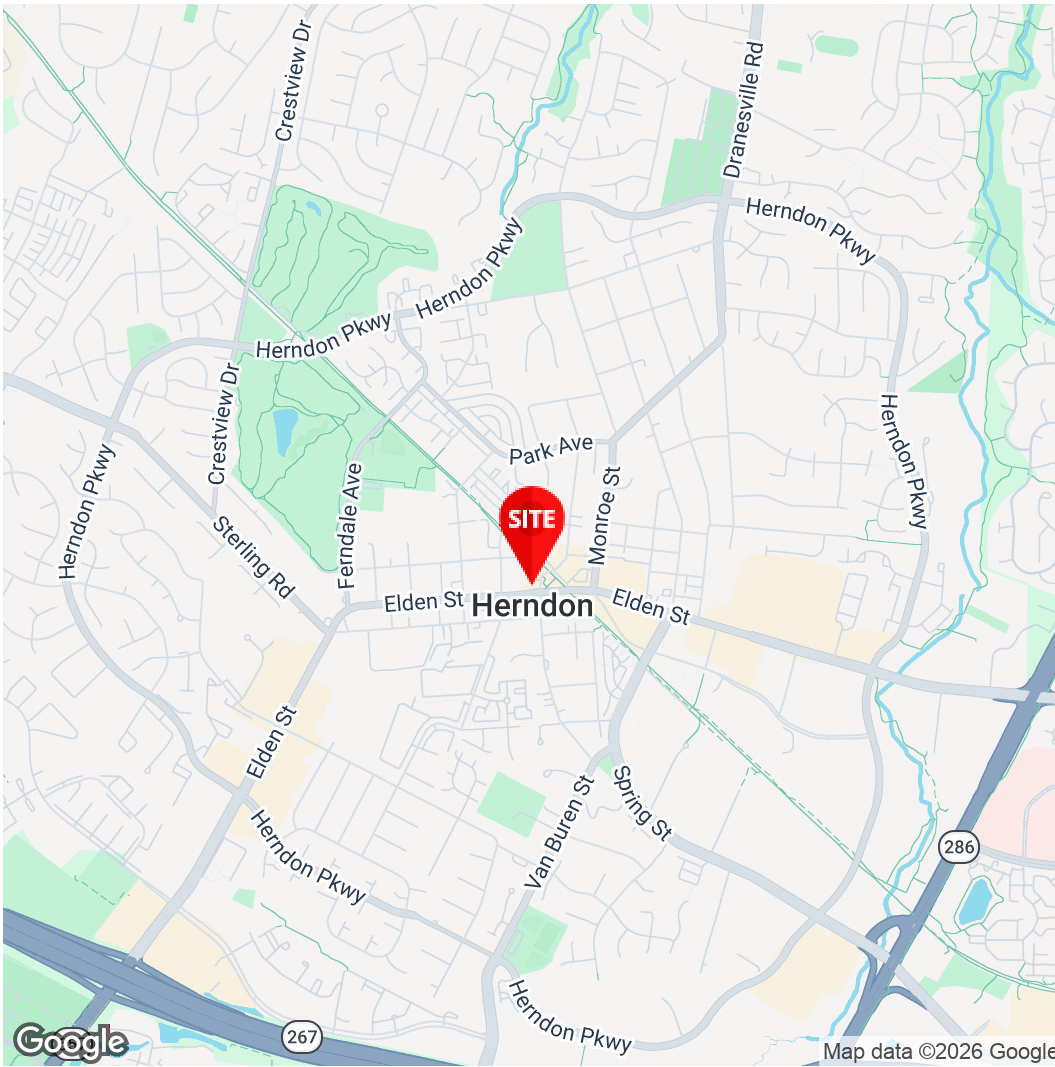 Crestview Dr
Dranesville Rd
Herndon Pkwy
Herndon Pkwy
Herndon Pkwy
Crestview Dr
Herndon Pkwy
Park Ave
Herndon Pkwy
Monroe St
Ferndale Ave
SITE
Sterling Rd
Elden St
Herndon
Elden St
Elden St
Spring St
Van Buren St
286
Herndon Pkwy
Herndon Pkwy
267
Google
Map data ©2026 Google